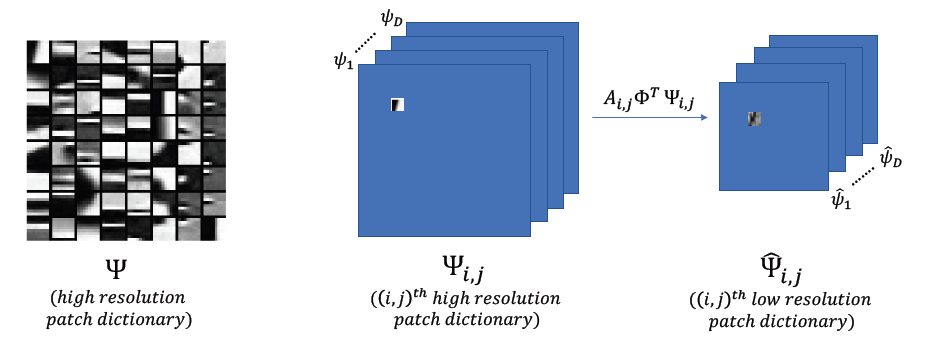 ψ_D
ψ_1
A_{i,j}Φ^T Ψ_{i,j}
ψ̂_D
ψ̂_1
Ψ
(high resolution
patch dictionary)
Ψ_{i,j}
((i,j)^{th} high resolution
patch dictionary)
Ψ̂_{i,j}
((i,j)^{th} low resolution
patch dictionary)